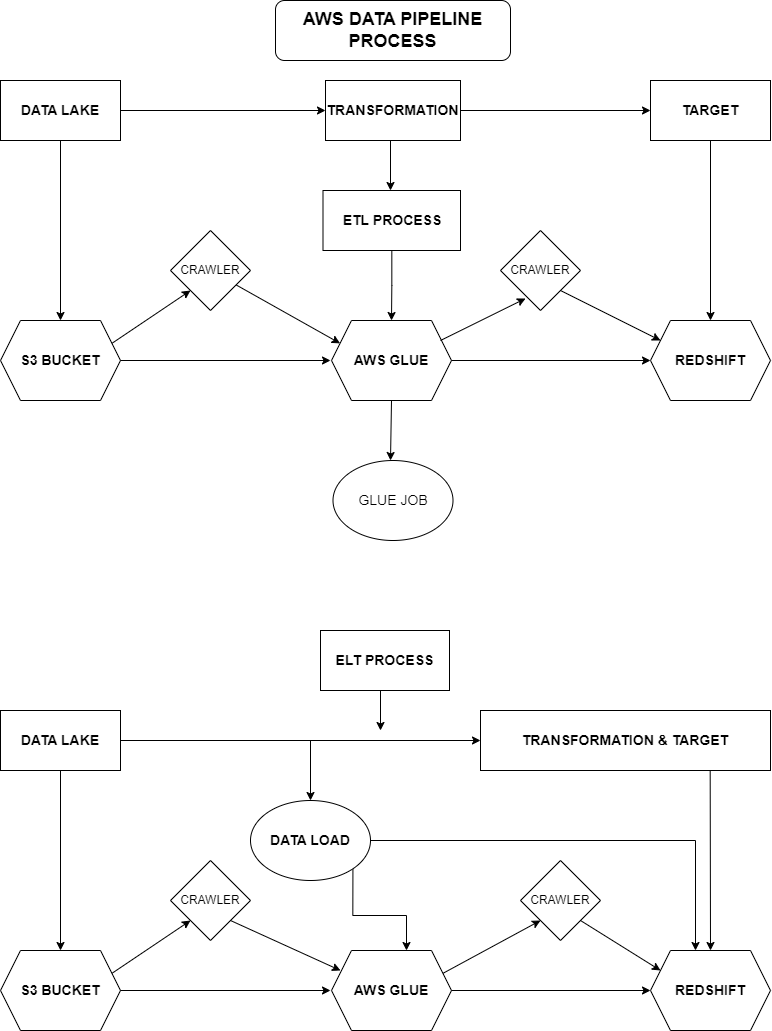 AWS DATA PIPELINE
PROCESS
DATA LAKE
TRANSFORMATION
TARGET
ETL PROCESS
CRAWLER
CRAWLER
S3 BUCKET
AWS GLUE
REDSHIFT
GLUE JOB
ELT PROCESS
DATA LAKE
TRANSFORMATION & TARGET
DATA LOAD
CRAWLER
CRAWLER
S3 BUCKET
AWS GLUE
REDSHIFT